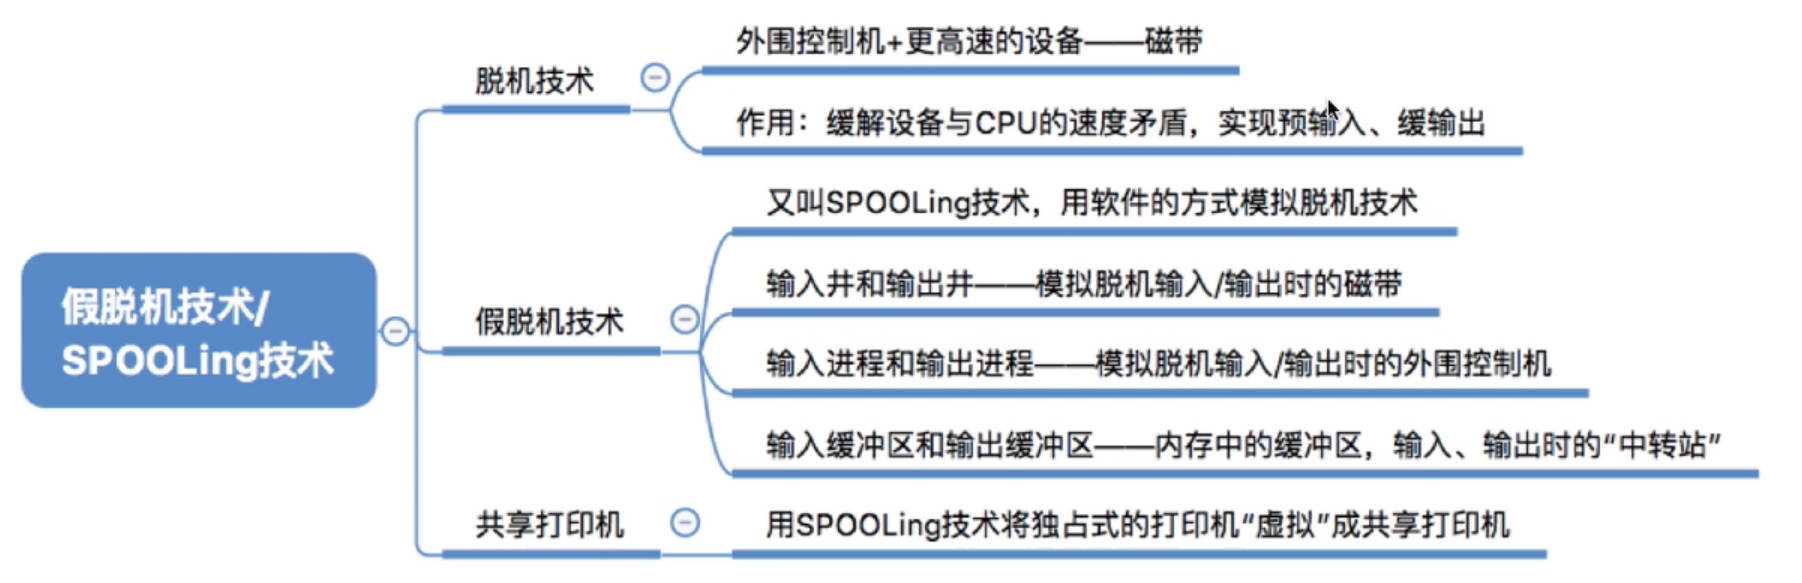 外围控制机+更高速的设备——磁带
脱机技术
作用：缓解设备与CPU的速度矛盾，实现预输入、缓输出
又叫SPOOLing技术，用软件的方式模拟脱机技术
输入井和输出井——模拟脱机输入/输出时的磁带
假脱机技术/
SPOOLing技术
假脱机技术
输入进程和输出进程——模拟脱机输入/输出时的外围控制机
输入缓冲区和输出缓冲区——内存中的缓冲区，输入、输出时的“中转站”
共享打印机
用SPOOLing技术将独占式的打印机“虚拟”成共享打印机